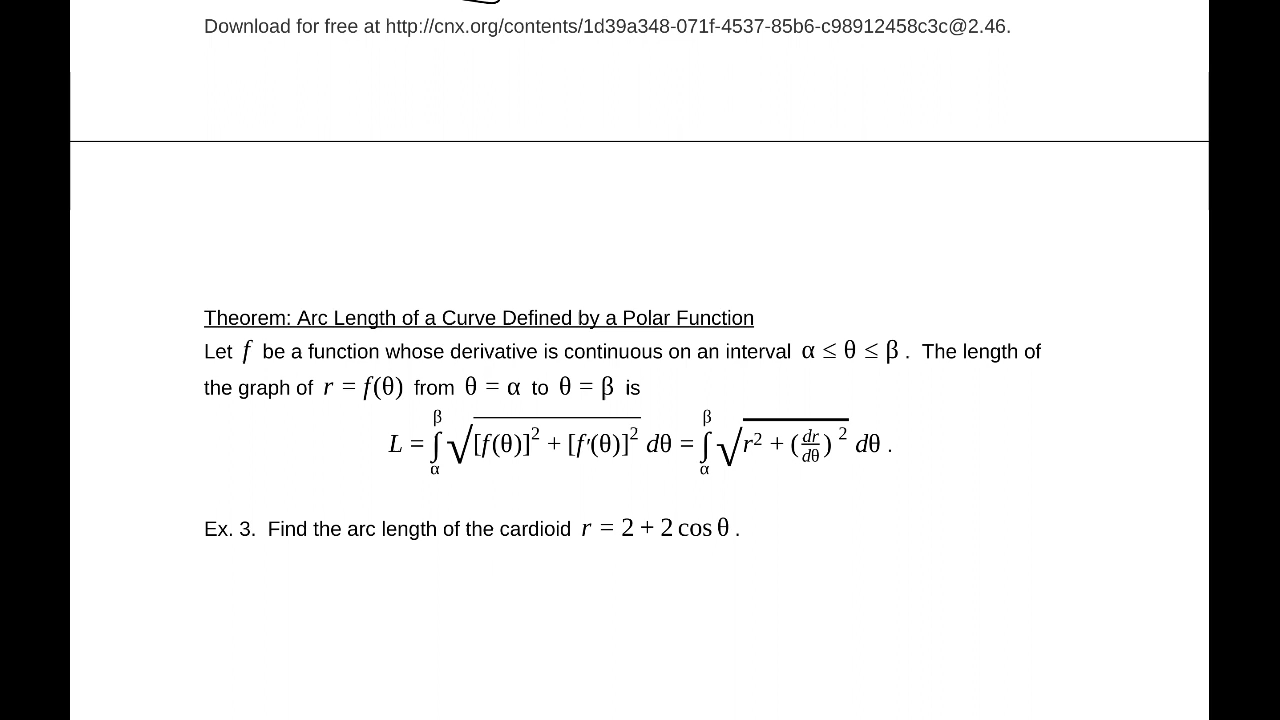 Download for free at http://cnx.org/contents/1d39a348-071f-4537-85b6-c98912458c3c@2.46.
Theorem: Arc Length of a Curve Defined by a Polar Function
Let f be a function whose derivative is continuous on an interval α ≤ θ ≤ β . The length of
the graph of r = f(θ) from θ = α to θ = β is
L = ∫_α^β √([f(θ)]² + [f′(θ)]²) dθ = ∫_α^β √(r² + (dr/dθ)²) dθ .
Ex. 3. Find the arc length of the cardioid r = 2 + 2 cos θ .